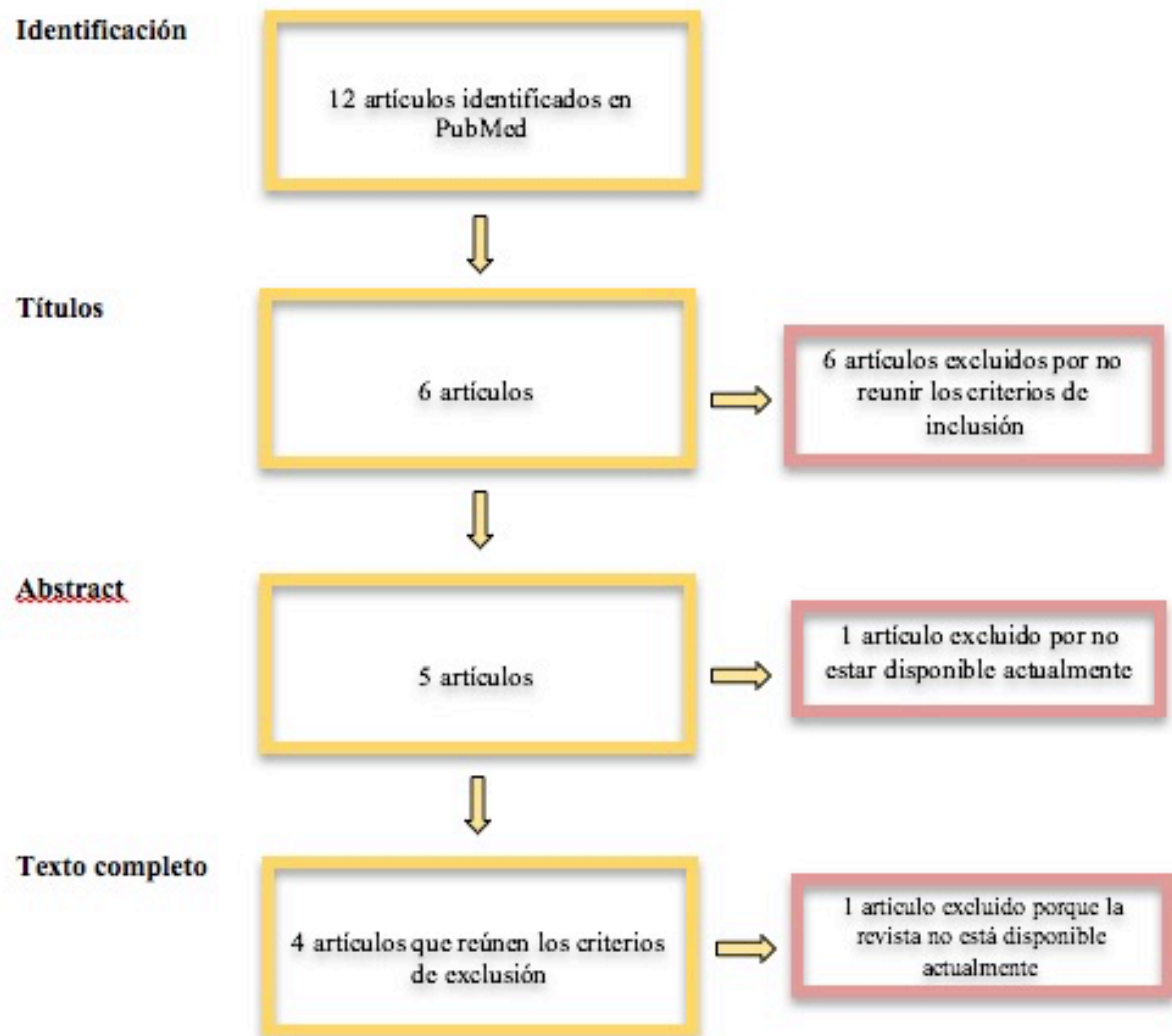 Identificación
12 artículos identificados en
PubMed
Títulos
6 artículos
6 artículos excluidos por no
reunir los criterios de
inclusión
Abstract
5 artículos
1 artículo excluido por no
estar disponible actualmente
Texto completo
4 artículos que reúnen los criterios
de exclusión
1 artículo excluido porque la
revista no está disponible
actualmente